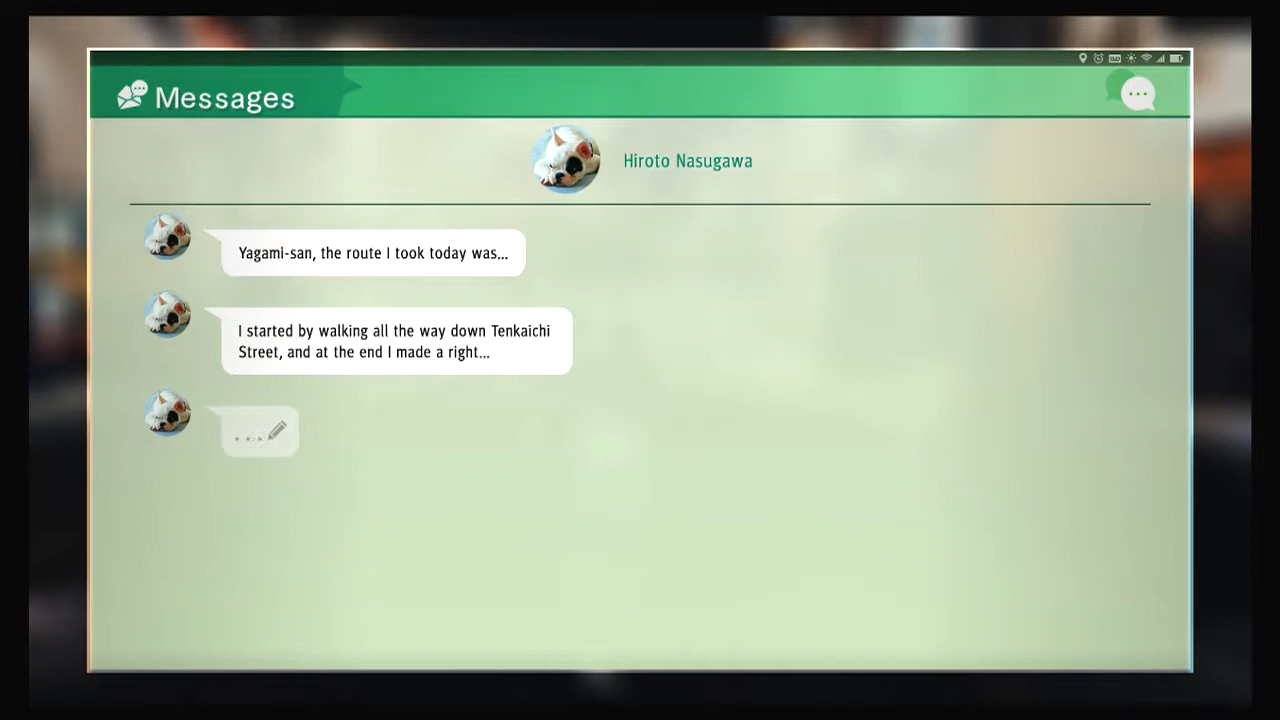 Messages
Hiroto Nasugawa
Yagami-san, the route I took today was...
I started by walking all the way down Tenkaichi
Street, and at the end I made a right...